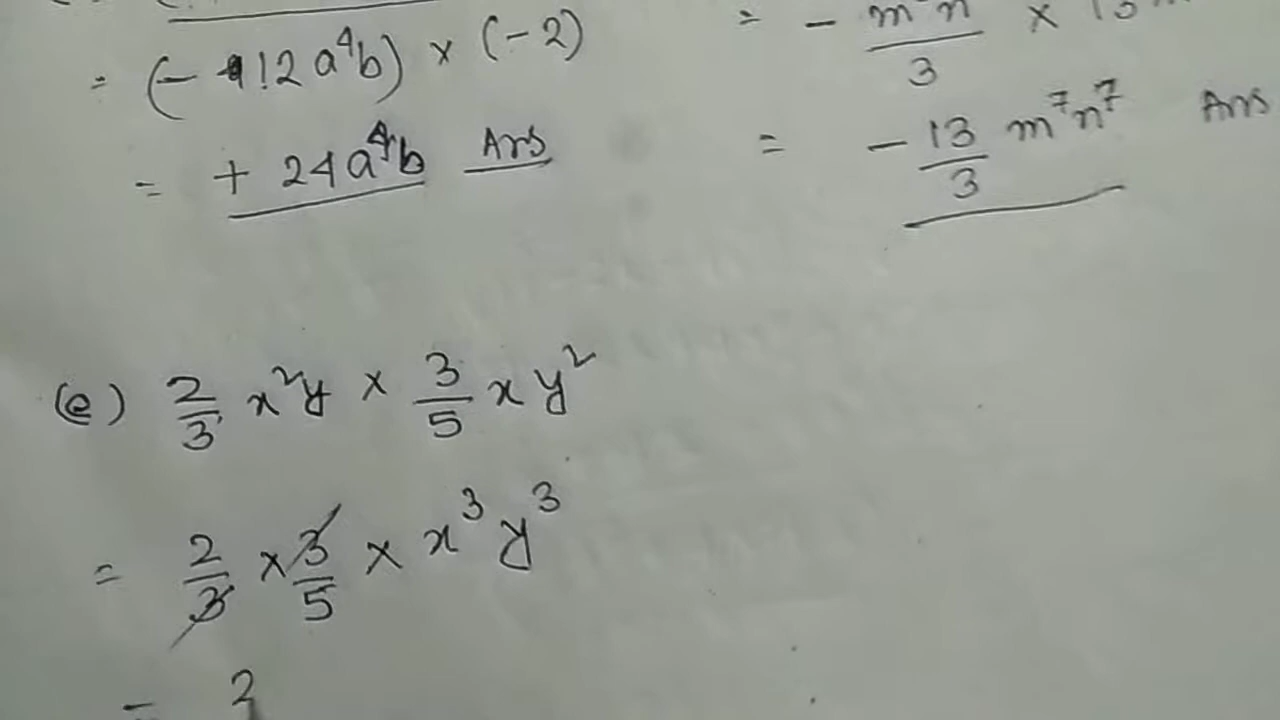 = (-12a⁴b) × (-2)
= + 24a⁴b Ans
= - / 3 ×
= - 13/3 m⁷n⁷ Ans
(e) 2/3 x²y × 3/5 xy²
= 2/3 × 3/5 × x³y³
= 2